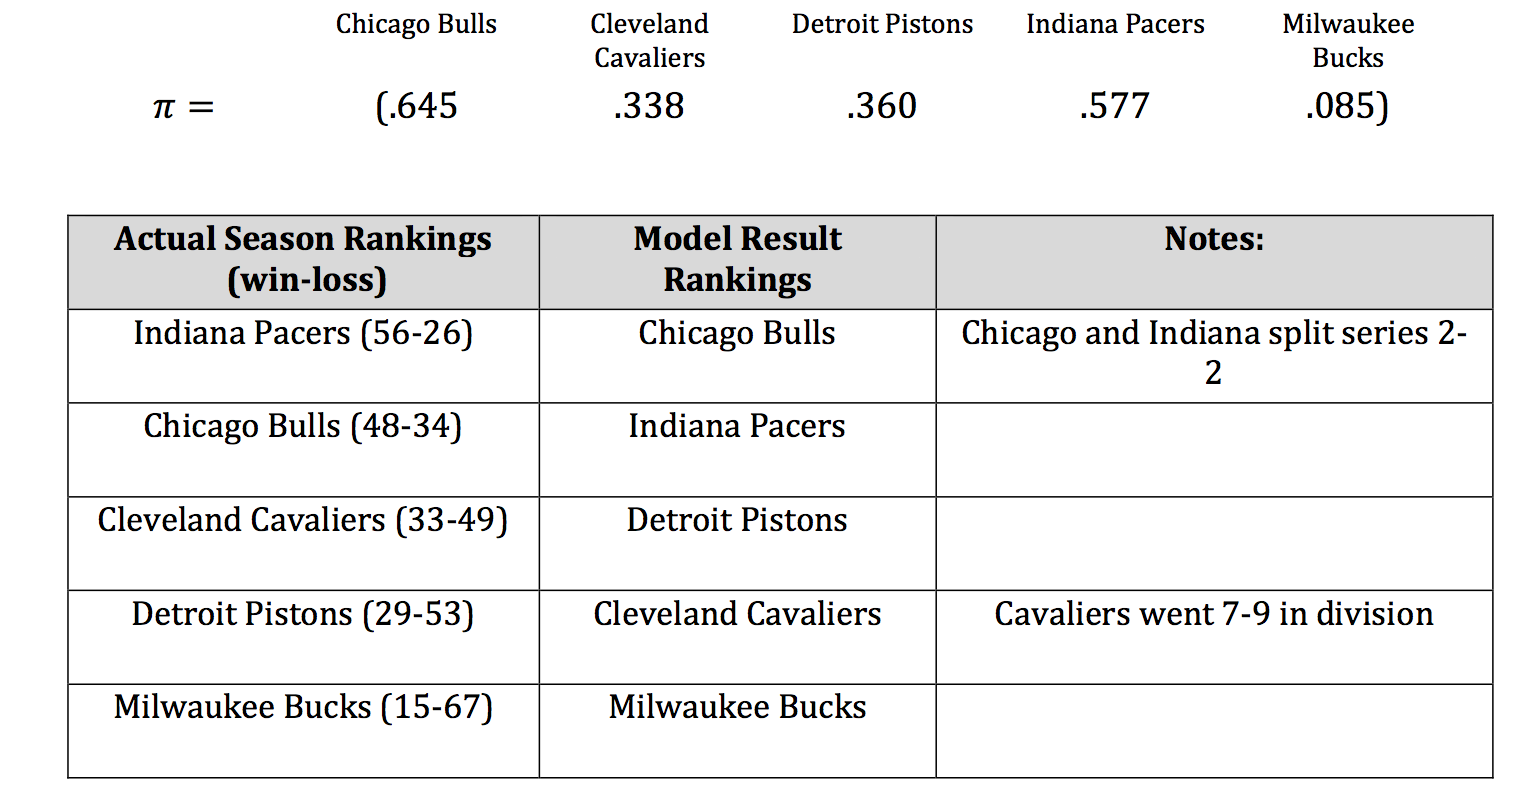 Chicago Bulls Cleveland Detroit Pistons Indiana Pacers Milwaukee
Cavaliers Bucks
π = (.645 .338 .360 .577 .085)
Actual Season Rankings Model Result Notes:
(win-loss) Rankings
Indiana Pacers (56-26) Chicago Bulls Chicago and Indiana split series 2-
2
Chicago Bulls (48-34) Indiana Pacers
Cleveland Cavaliers (33-49) Detroit Pistons
Detroit Pistons (29-53) Cleveland Cavaliers Cavaliers went 7-9 in division
Milwaukee Bucks (15-67) Milwaukee Bucks